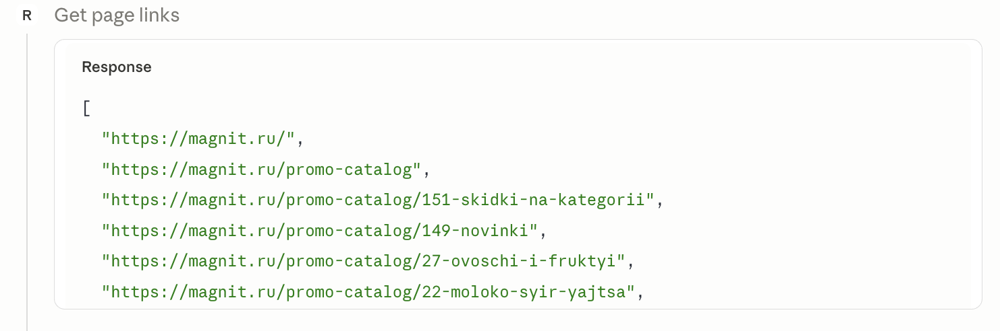 R Get page links
Response
[
"https://magnit.ru/",
"https://magnit.ru/promo-catalog",
"https://magnit.ru/promo-catalog/151-skidki-na-kategorii",
"https://magnit.ru/promo-catalog/149-novinki",
"https://magnit.ru/promo-catalog/27-ovoschi-i-fruktyi",
"https://magnit.ru/promo-catalog/22-moloko-syir-yajtsa",